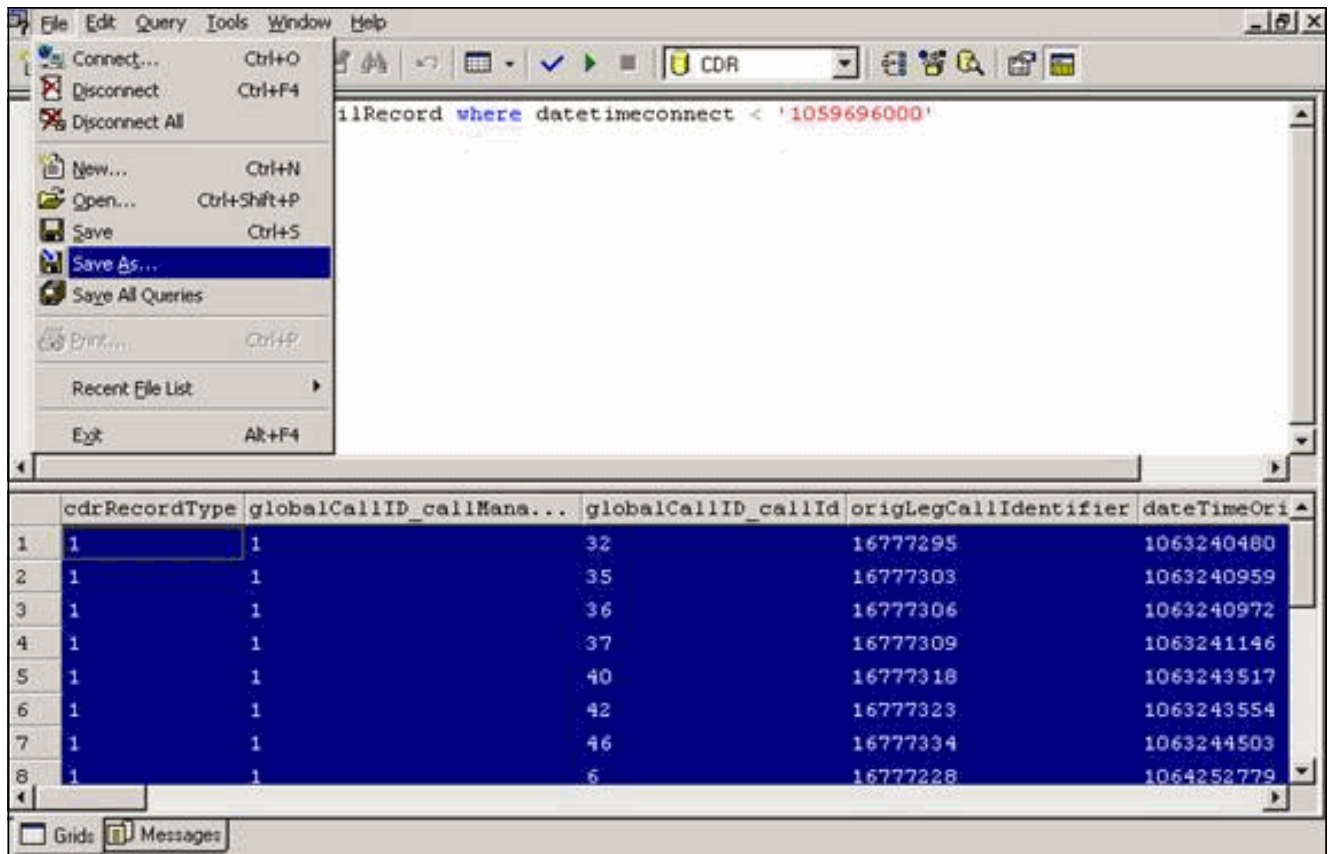 File Edit Query Tools Window Help
Connect... Ctrl+O
CDR
Disconnect Ctrl+F4
Disconnect All
ilRecord where datetimeconnect < '1059696000'
New... Ctrl+N
Open... Ctrl+Shift+P
Save Ctrl+S
Save As...
Save All Queries
Print... Ctrl+P
Recent File List
Exit Alt+F4
cdrRecordType globalCallID_callMana... globalCallID_callId origLegCallIdentifier dateTimeOri
1 1 1 32 16777295 1063240480
2 1 1 35 16777303 1063240959
3 1 1 36 16777306 1063240972
4 1 1 37 16777309 1063241146
5 1 1 40 16777318 1063243517
6 1 1 42 16777323 1063243554
7 1 1 46 16777334 1063244503
8 1 1 6 16777228 1064252779
Grids Messages